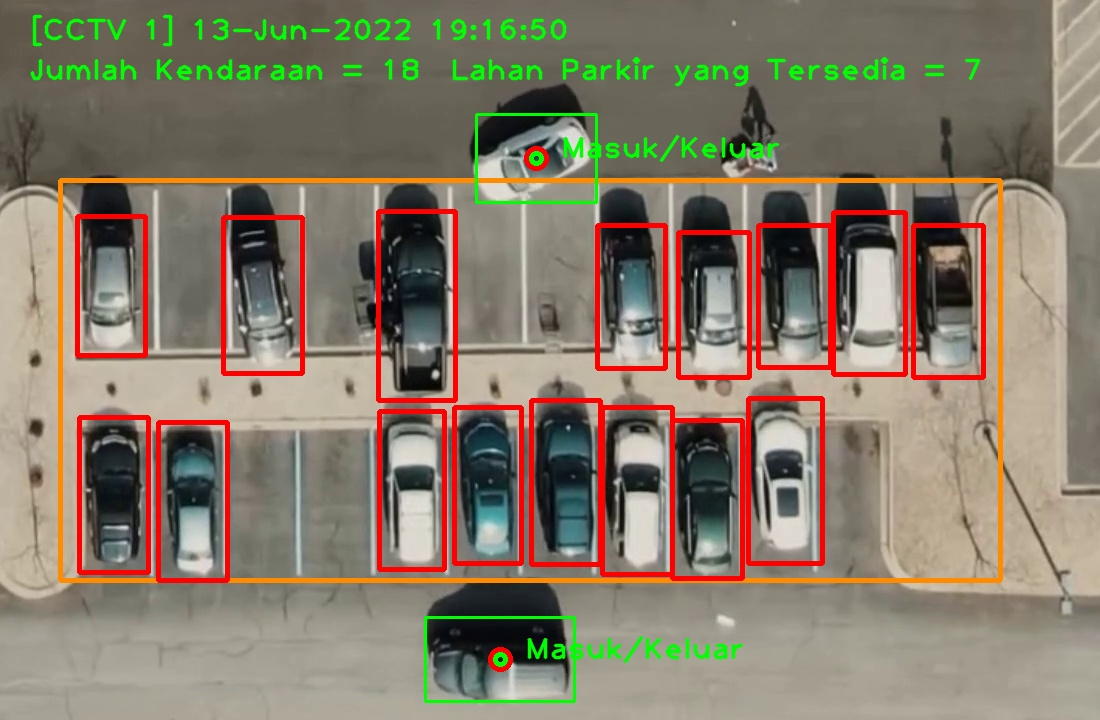 [CCTV 1] 13-Jun-2022 19:16:50
Jumlah Kendaraan = 18 Lahan Parkir yang Tersedia = 7
Masuk/Keluar
Masuk/Keluar